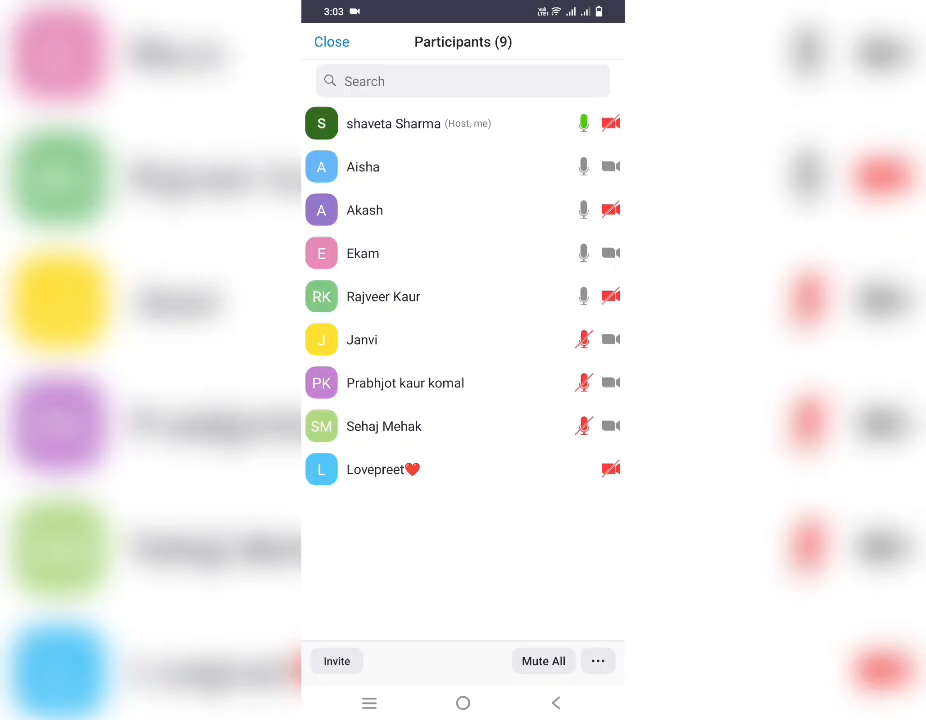 3:03
Close Participants (9)
Search
S shaveta Sharma (Host, me)
A Aisha
A Akash
E Ekam
RK Rajveer Kaur
J Janvi
PK Prabhjot kaur komal
SM Sehaj Mehak
L Lovepreet❤️
Invite Mute All ...